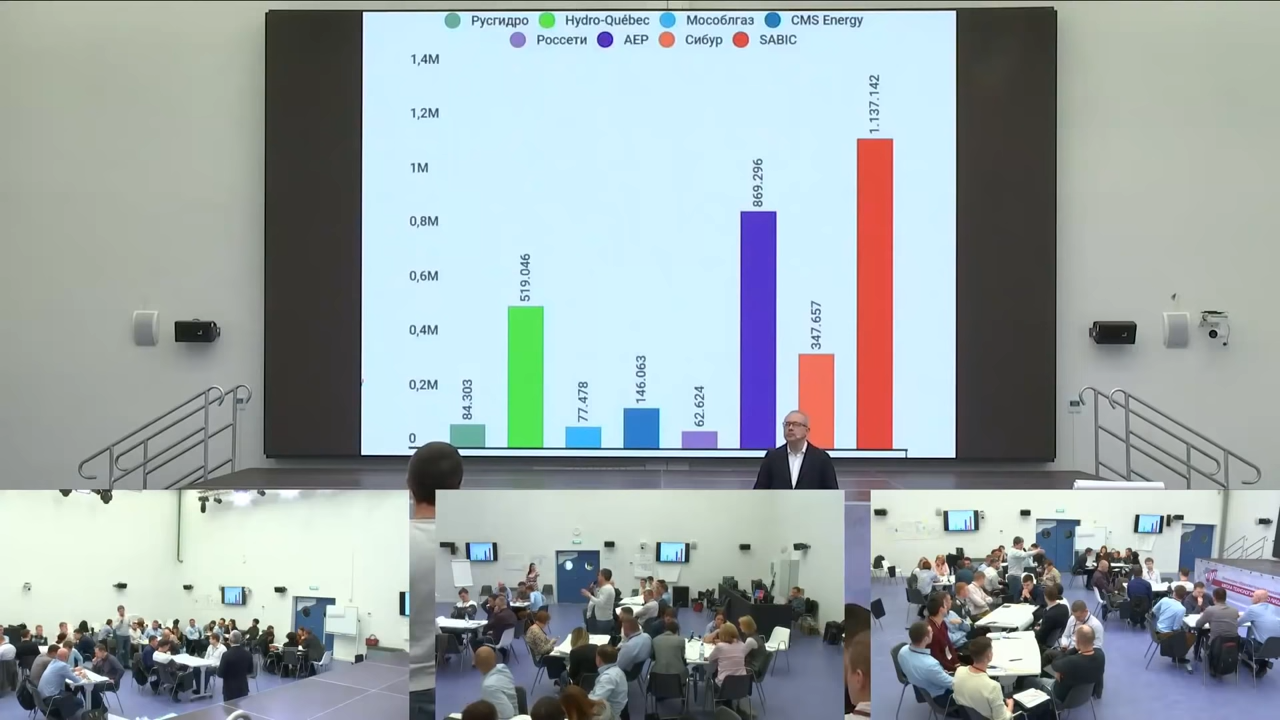 Русгидро Hydro-Québec Мособлгаз CMS Energy
Россети AEP Сибур SABIC
1,4M
1,2M
1M
0,8M
0,6M
0,4M
0,2M
0
84.303
519.046
77.478
146.063
62.624
869.296
347.657
1.137.142